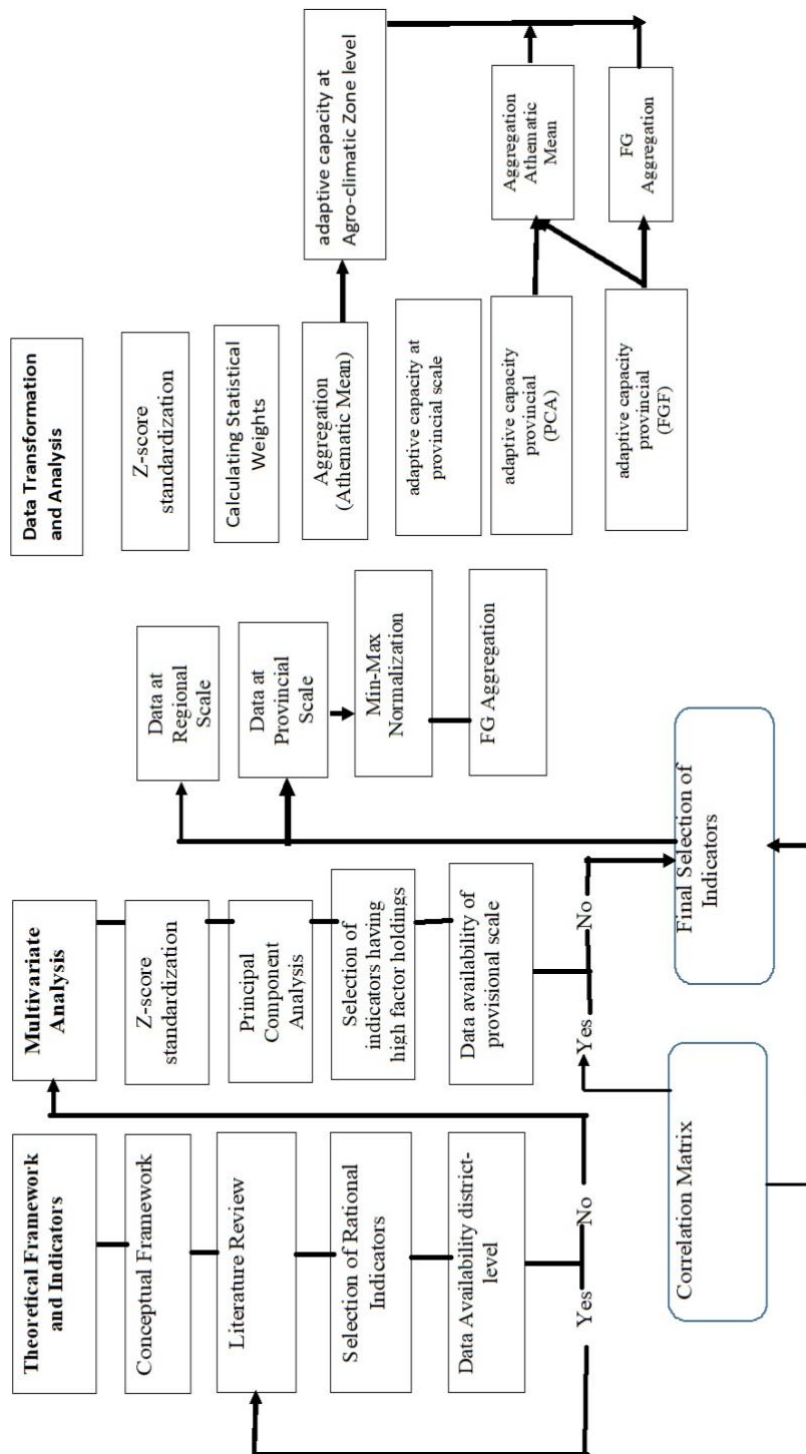 Theoretical Framework
and Indicators
Conceptual Framework
Literature Review
Selection of Rational
Indicators
Data Availability district-
level
Yes
No
Multivariate
Analysis
Z-score
standardization
Principal
Component
Analysis
Selection of
indicators having
high factor holdings
Data availability of
provisional scale
Yes
No
Correlation Matrix
Final Selection of
Indicators
Data at
Regional
Scale
Data at
Provincial
Scale
Min-Max
Normalization
FG Aggregation
Data Transformation
and Analysis
Z-score
standardization
Calculating Statistical
Weights
Aggregation
(Athematic Mean)
adaptive capacity at
provincial scale
adaptive capacity
provincial
(PCA)
adaptive capacity
provincial
(FGF)
adaptive capacity at
Agro-climatic Zone level
Aggregation
Athematic
Mean
FG
Aggregation